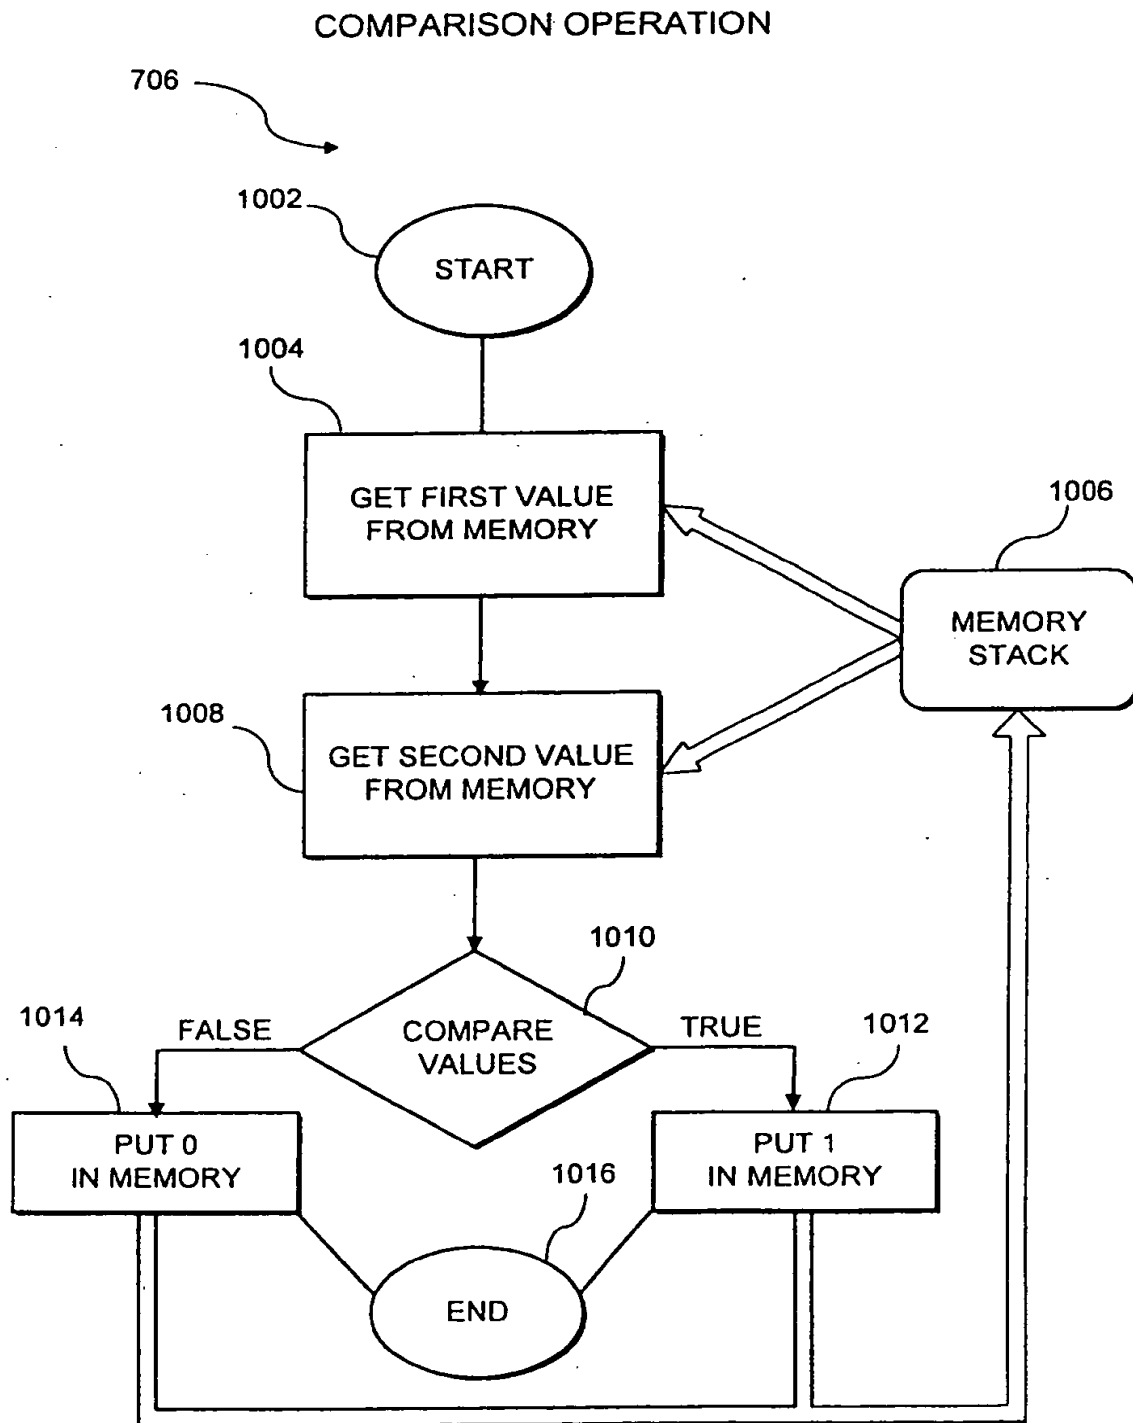 COMPARISON OPERATION
706
1002
START
1004
GET FIRST VALUE
FROM MEMORY
1006
MEMORY
STACK
1008
GET SECOND VALUE
FROM MEMORY
1010
COMPARE
VALUES
FALSE
TRUE
1014
1012
PUT 0
IN MEMORY
PUT 1
IN MEMORY
1016
END